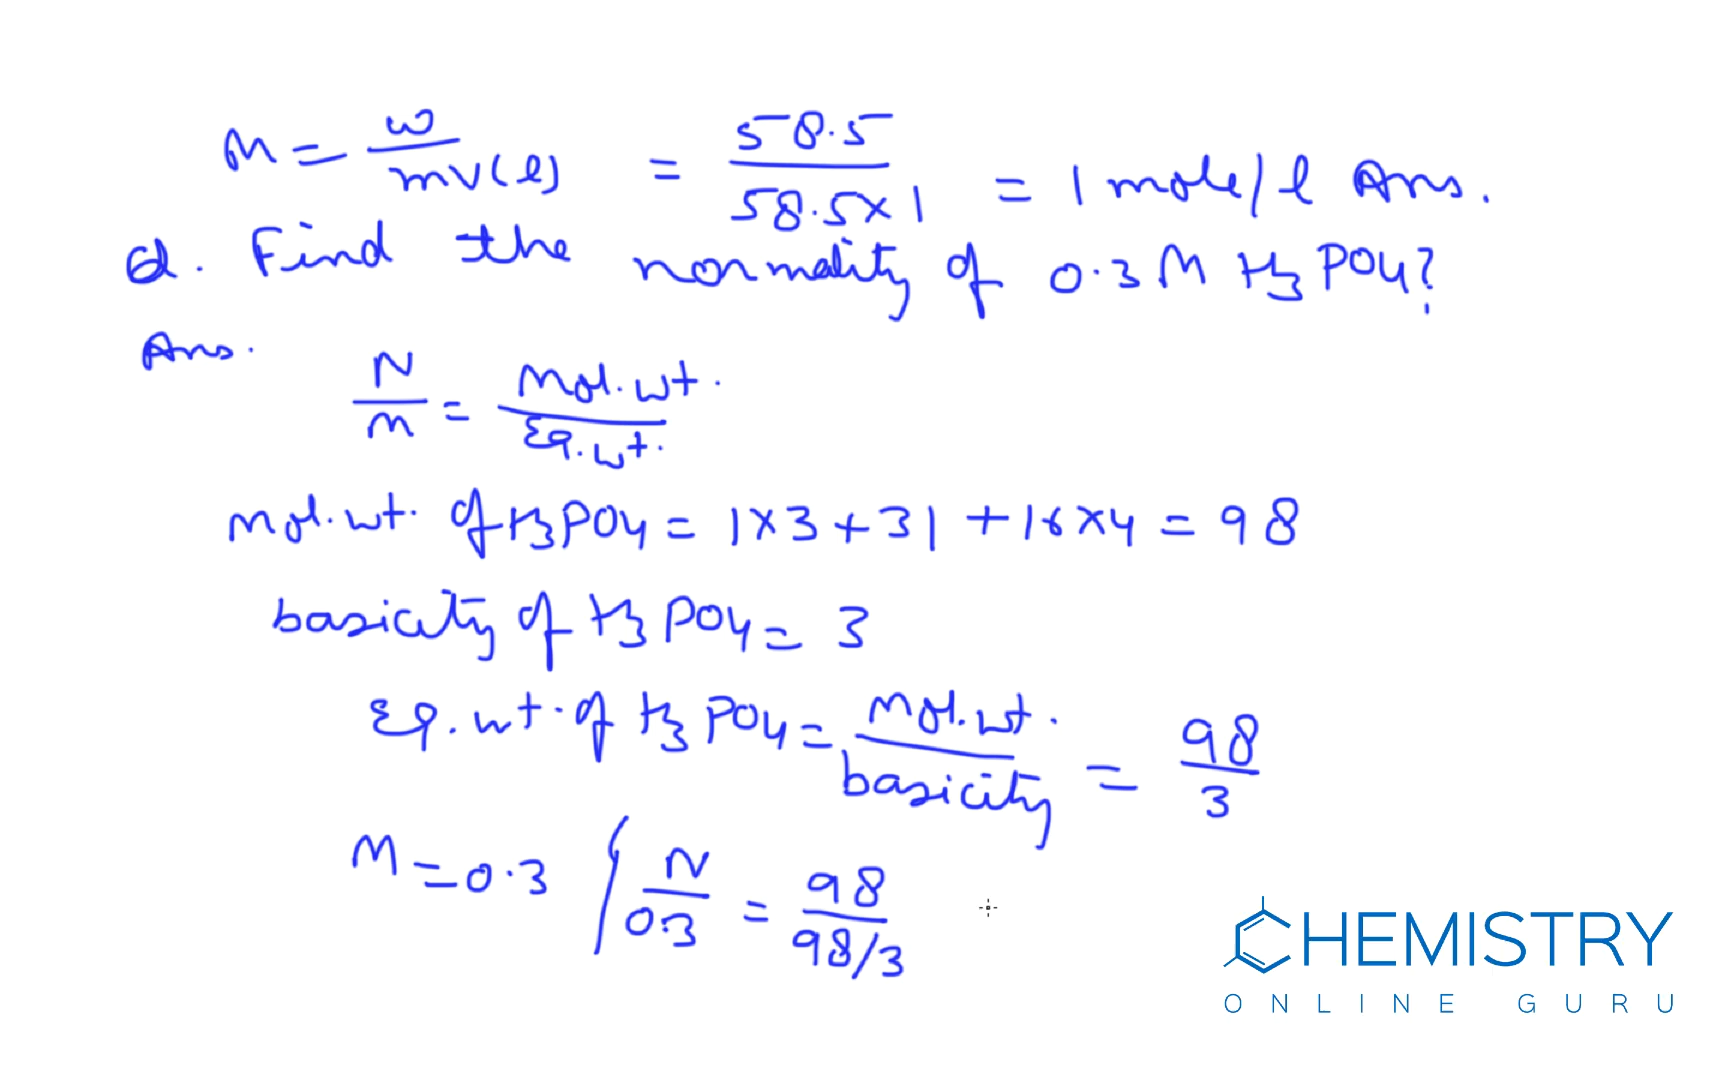 M = w / mv(l) = 58.5 / 58.5×1 = 1 mole/l Ans.
Q. Find the normality of 0.3 M H3PO4?
Ans.
N/M = Mol.wt. / Eq.wt.
Mol.wt. of H3PO4 = 1×3+31+16×4 = 98
basicity of H3PO4 = 3
Eq.wt. of H3PO4 = Mol.wt. / basicity = 98/3
M = 0.3 / N/0.3 = 98 / 98/3
CHEMISTRY
ONLINE GURU